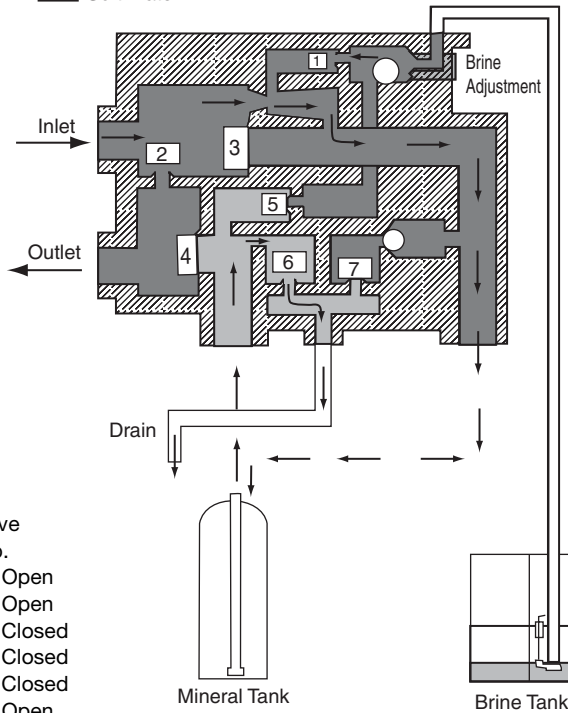 1
Brine
Adjustment
Inlet
2
3
5
Outlet
4
6
7
Drain
Open
Open
Closed
Closed
Closed
Mineral Tank
Brine Tank